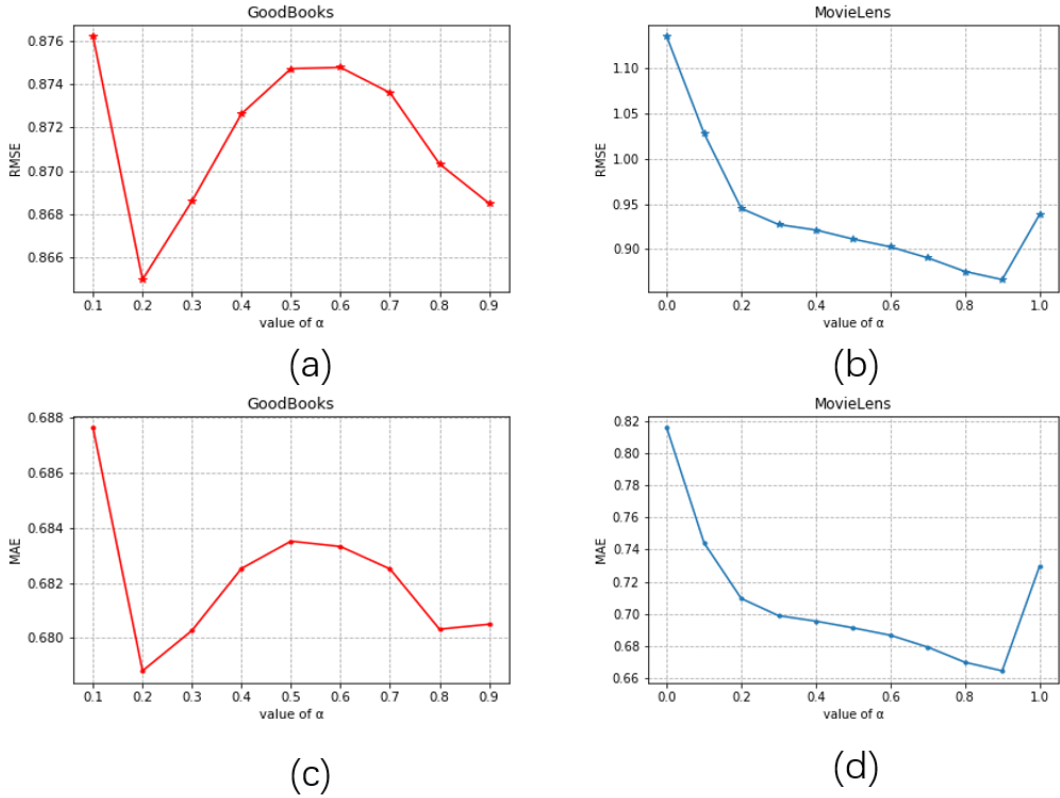 GoodBooks
RMSE
0.876
0.874
0.872
0.870
0.868
0.866
0.1 0.2 0.3 0.4 0.5 0.6 0.7 0.8 0.9
value of α
(a)
MovieLens
RMSE
1.10
1.05
1.00
0.95
0.90
0.0 0.2 0.4 0.6 0.8 1.0
value of α
(b)
GoodBooks
MAE
0.688
0.686
0.684
0.682
0.680
0.1 0.2 0.3 0.4 0.5 0.6 0.7 0.8 0.9
value of α
(c)
MovieLens
MAE
0.82
0.80
0.78
0.76
0.74
0.72
0.70
0.68
0.66
0.0 0.2 0.4 0.6 0.8 1.0
value of α
(d)